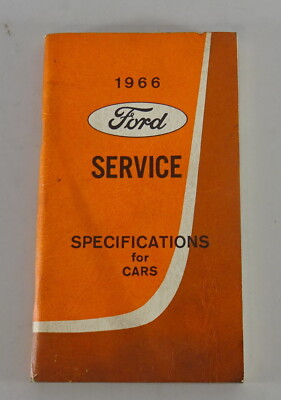 1966
Ford
SERVICE
SPECIFICATIONS
for
CARS